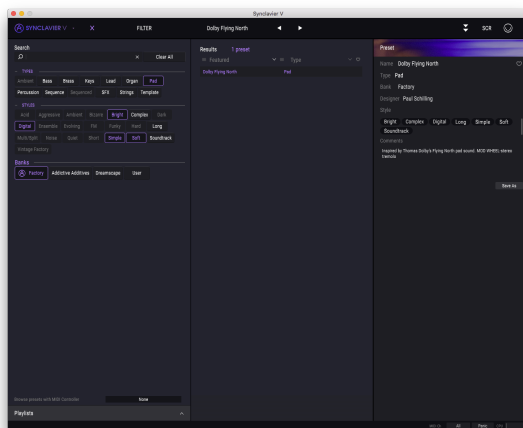 Synclavier V
SYNCLAVIER V
FILTER
Dolby Flying North
SCR
Search
Clear All
TYPES
Ambient Bass Brass Keys Lead Organ Pad
Percussion Sequence Sequenced SFX Strings Template
STYLES
Acid Aggressive Ambient Bizarre Bright Complex Dark
Digital Ensemble Evolving FM Funky Hard Long
Multi/Split Noise Quiet Short Simple Soft Soundtrack
Vintage Factory
Banks
Factory Addictive Additives Dreamscape User
Browse presets with MIDI Controller None
Playlists
Results 1 preset
Featured Type
Dolby Flying North Pad
Preset
Name Dolby Flying North
Type Pad
Bank Factory
Designer Paul Schilling
Style
Bright Complex Digital Long Simple Soft
Soundtrack
Comments
Inspired by Thomas Dolby's Flying North pad sound. MOD WHEEL: stereo
tremolo
Save As
All Panic